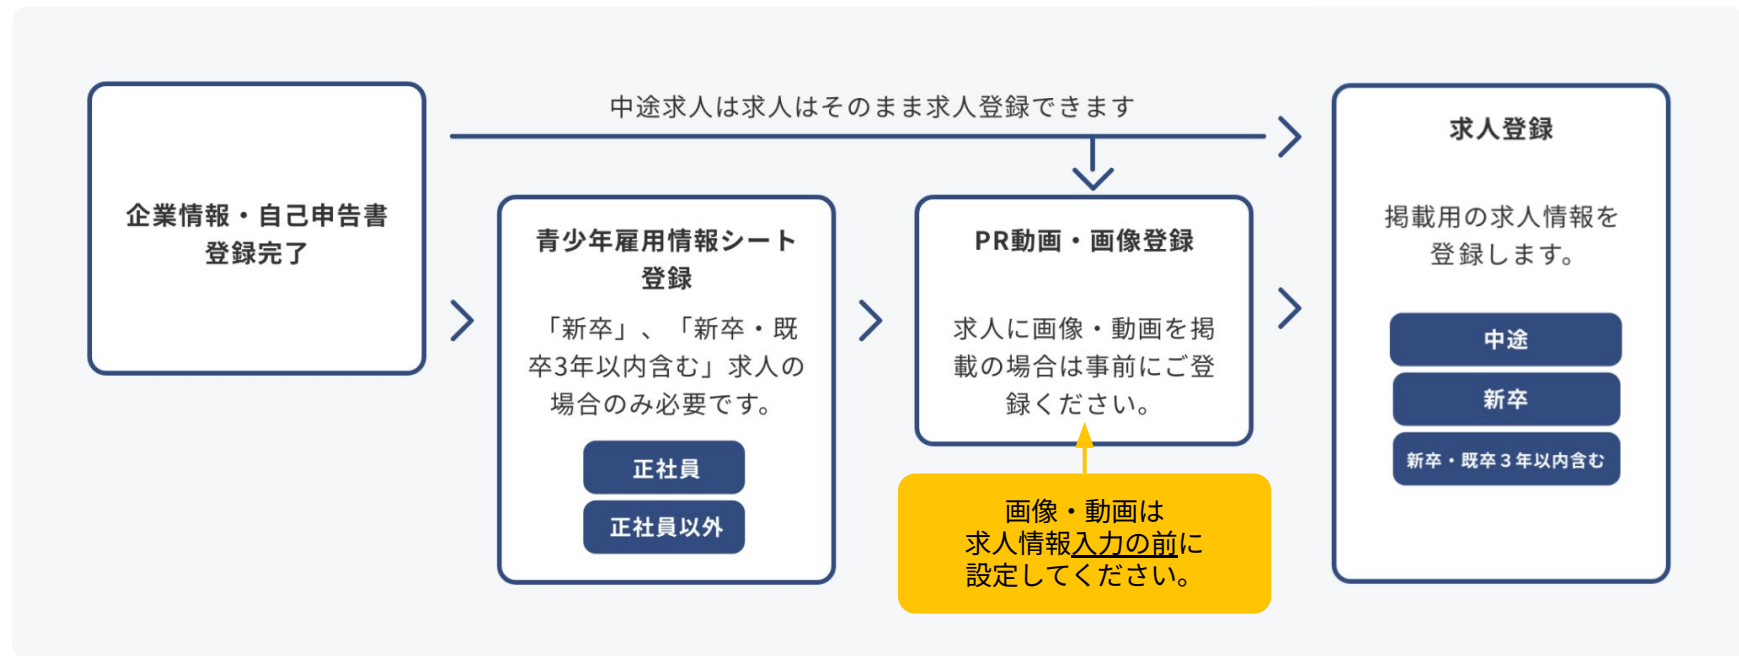 企業情報・自己申告書
登録完了
中途求人は求人はそのまま求人登録できます
青少年雇用情報シート
登録
「新卒」、「新卒・既
卒3年以内含む」求人の
場合のみ必要です。
正社員
正社員以外
PR動画・画像登録
求人に画像・動画を掲
載の場合は事前にご登
録ください。
画像・動画は
求人情報入力の前に
設定してください。
求人登録
掲載用の求人情報を
登録します。
中途
新卒
新卒・既卒３年以内含む